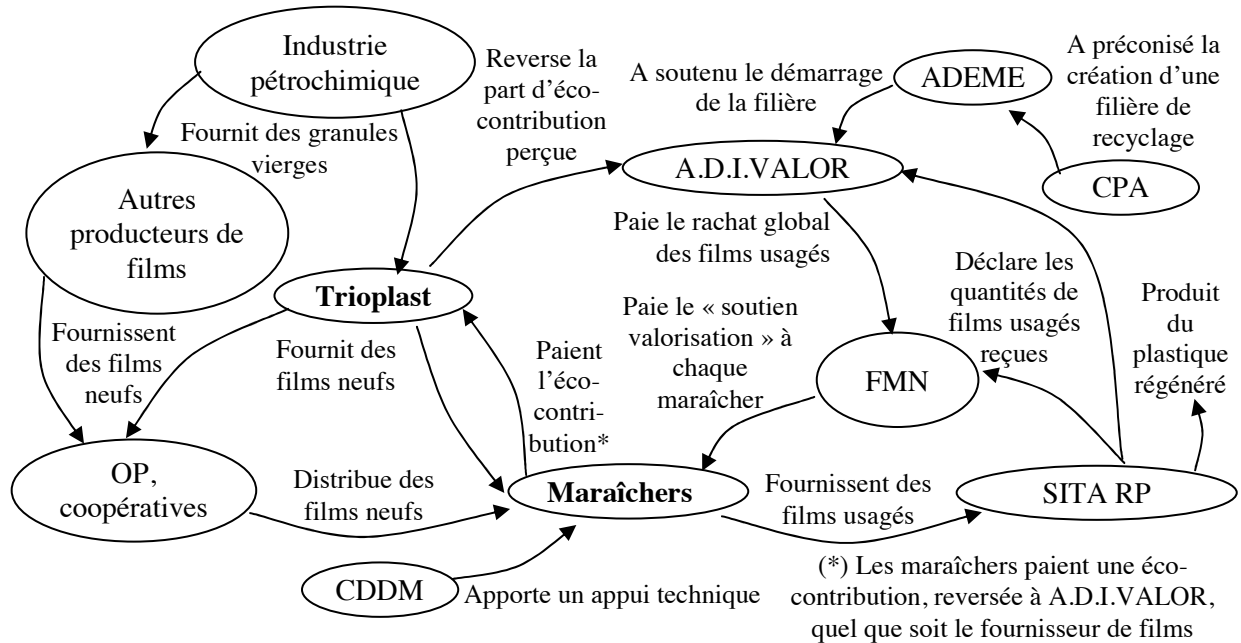 Industrie
pétrochimique
Reverse la
part d’éco-
contribution
perçue
A soutenu le démarrage
de la filière
ADEME
A préconisé la
création d’une
filière de
recyclage
Fournit des granules
vierges
A.D.I.VALOR
CPA
Autres
producteurs de
films
Paie le rachat global
des films usagés
Déclare les
quantités de
films usagés
reçues
Produit
du
plastique
régénéré
Trioplast
Fournissent
des films
neufs
Fournit des
films neufs
Paient
l’éco-
contri-
bution*
Paie le « soutien
valorisation » à
chaque
maraîcher
FMN
OP,
coopératives
Distribue des
films neufs
Maraîchers
Fournissent des
films usagés
SITA RP
CDDM
Apporte un appui technique
(*) Les maraîchers paient une éco-
contribution, reversée à A.D.I.VALOR,
quel que soit le fournisseur de films